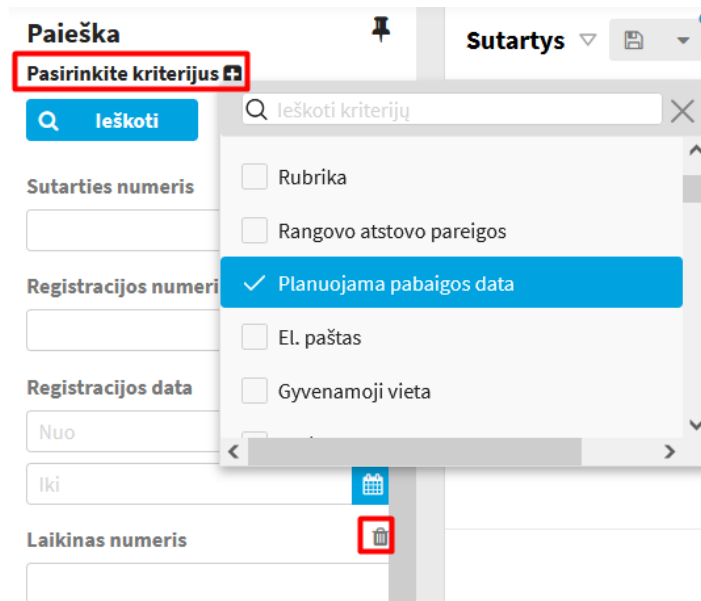 Paieška
Sutartys
Pasirinkite kriterijus
Ieškoti
Ieškoti kriterijų
Rubrika
Sutarties numeris
Rangovo atstovo pareigos
Registracijos numeri
Planuojama pabaigos data
El. paštas
Registracijos data
Gyvenamoji vieta
Nuo
Iki
Laikinas numeris